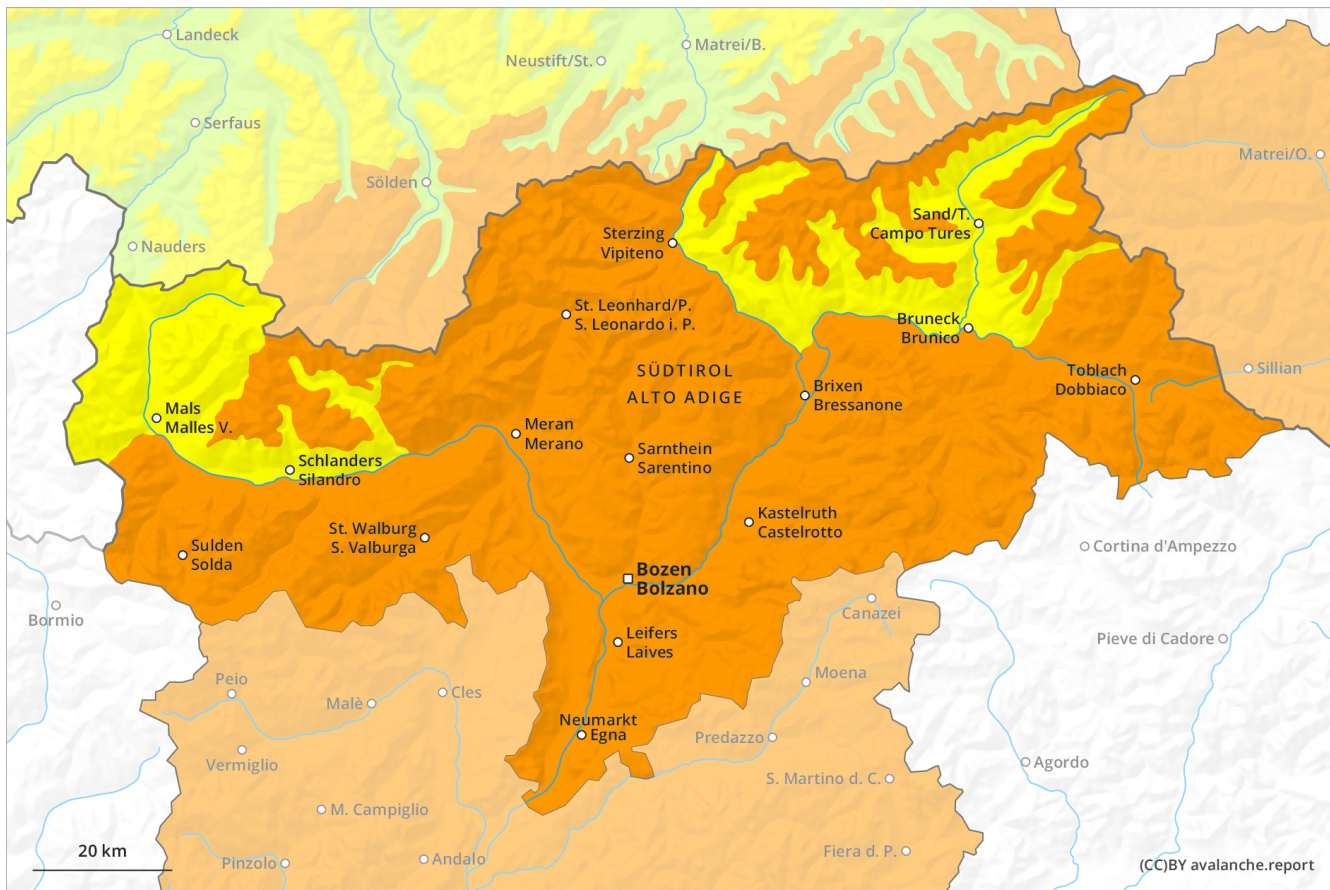 Landeck
Matrei/B.
Neustift/St.
Serfaus
Matrei/O.
Sölden
Nauders
Sand/T.
Campo Tures
Sterzing
Vipiteno
St. Leonhard/P.
S. Leonardo i. P.
Bruneck
Brunico
SÜDTIROL
ALTO ADIGE
Toblach
Dobbiaco
Sillian
Brixen
Bressanone
Mals
Malles V.
Meran
Merano
Sarnthein
Sarentino
Schlanders
Silandro
Kastelruth
Castelrotto
St. Walburg
S. Valburga
Sulden
Solda
Cortina d'Ampezzo
Bozen
Bolzano
Bormio
Canazei
Leifers
Laives
Pieve di Cadore
Moena
Peio
Malè
Cles
Neumarkt
Egna
Predazzo
Vermiglio
Agordo
S. Martino d. C.
M. Campiglio
20 km
Pinzolo
Andalo
Fiera d. P.
(CC)BY avalanche.report